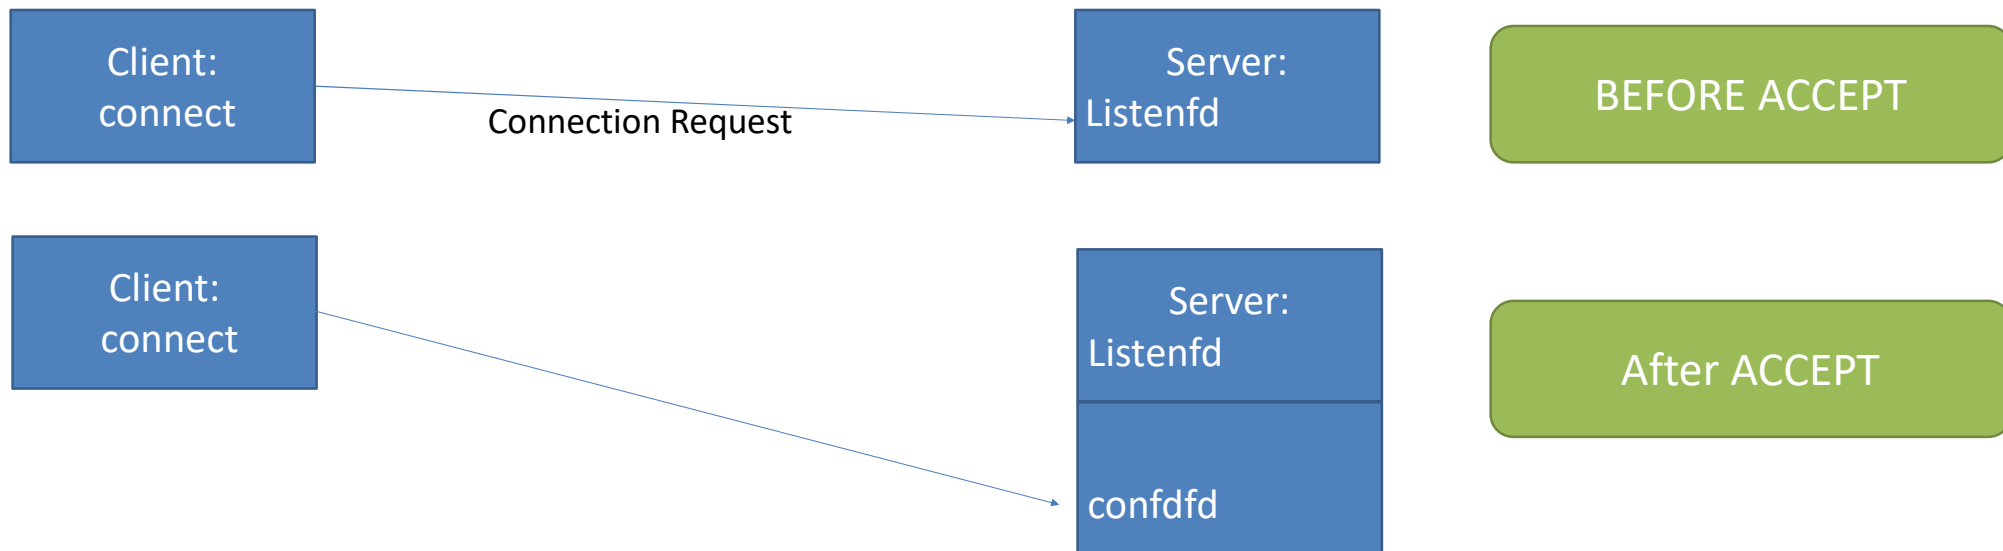 Client:
connect
Connection Request
Server:
Listenfd
BEFORE ACCEPT
Client:
connect
Server:
Listenfd
confdfd
After ACCEPT